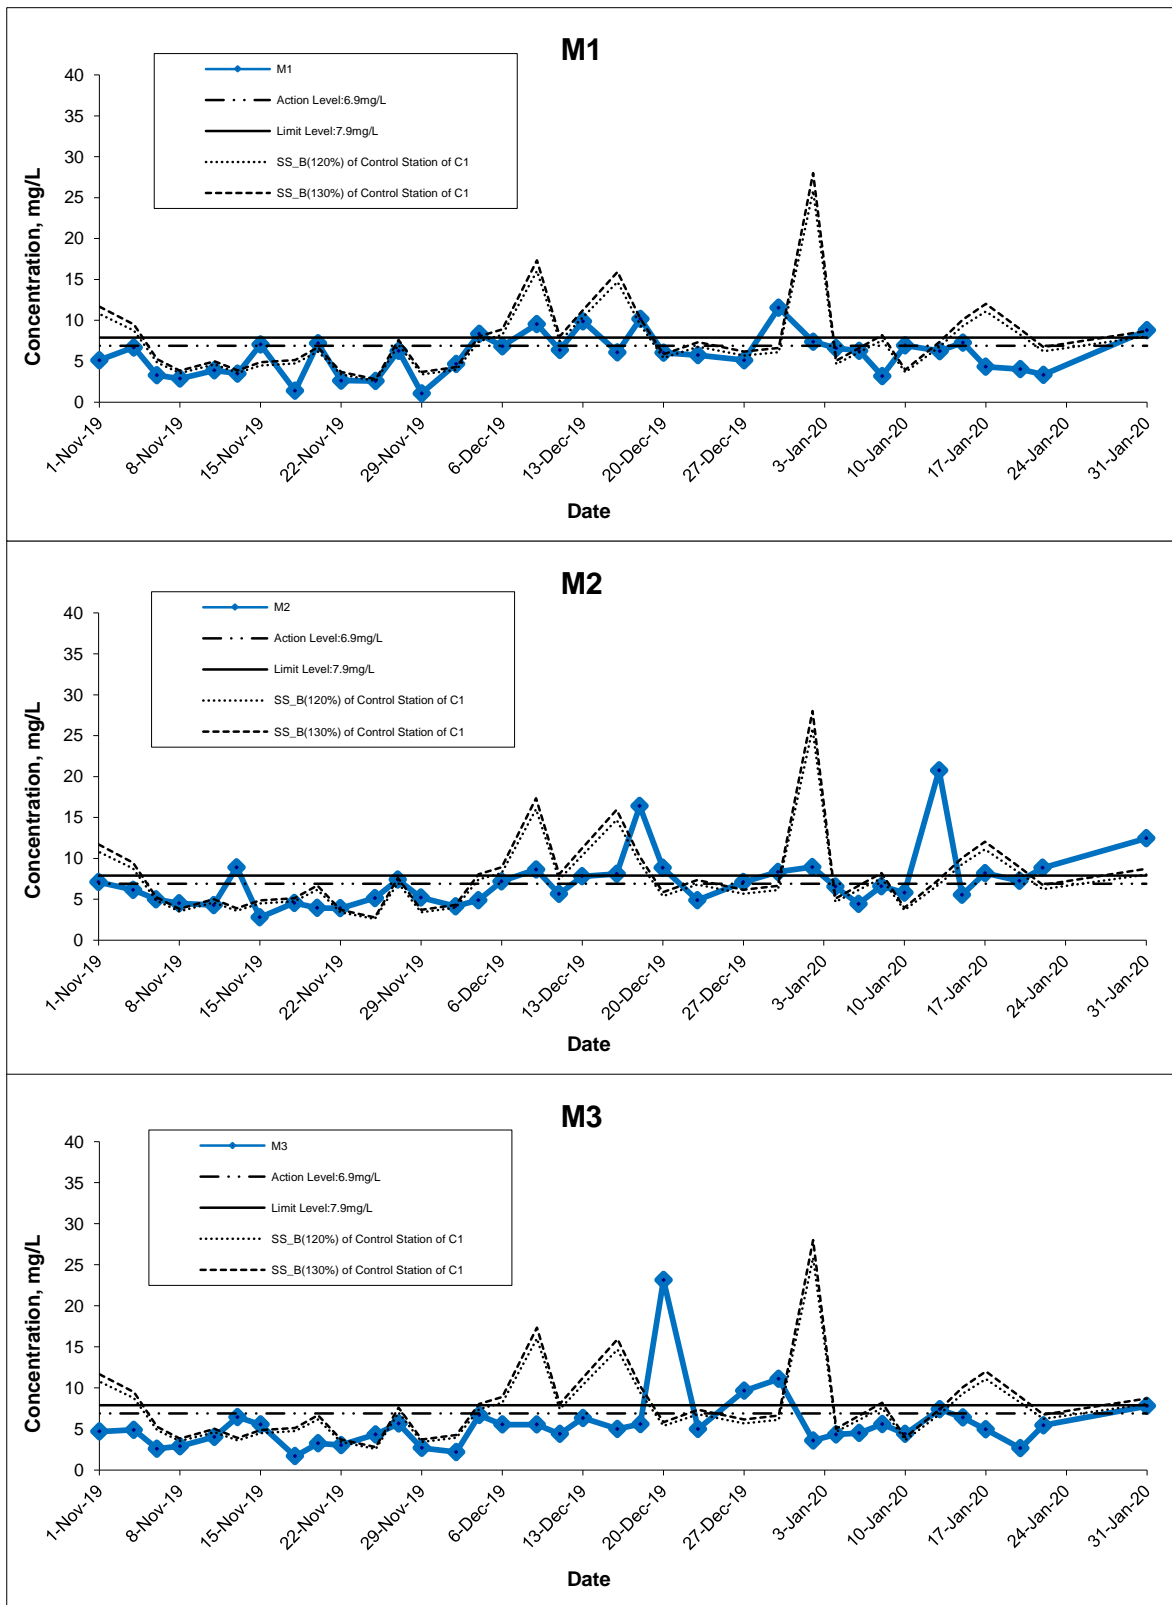 M1
M1
Action Level:6.9mg/L
Limit Level:7.9mg/L
SS_B(120%) of Control Station of C1
SS_B(130%) of Control Station of C1
Concentration, mg/L
40
35
30
25
20
15
10
5
0
1-Nov-19
8-Nov-19
15-Nov-19
22-Nov-19
29-Nov-19
6-Dec-19
13-Dec-19
20-Dec-19
27-Dec-19
3-Jan-20
10-Jan-20
17-Jan-20
24-Jan-20
31-Jan-20
Date
M2
M2
Action Level:6.9mg/L
Limit Level:7.9mg/L
SS_B(120%) of Control Station of C1
SS_B(130%) of Control Station of C1
Concentration, mg/L
40
35
30
25
20
15
10
5
0
1-Nov-19
8-Nov-19
15-Nov-19
22-Nov-19
29-Nov-19
6-Dec-19
13-Dec-19
20-Dec-19
27-Dec-19
3-Jan-20
10-Jan-20
17-Jan-20
24-Jan-20
31-Jan-20
Date
M3
M3
Action Level:6.9mg/L
Limit Level:7.9mg/L
SS_B(120%) of Control Station of C1
SS_B(130%) of Control Station of C1
Concentration, mg/L
40
35
30
25
20
15
10
5
0
1-Nov-19
8-Nov-19
15-Nov-19
22-Nov-19
29-Nov-19
6-Dec-19
13-Dec-19
20-Dec-19
27-Dec-19
3-Jan-20
10-Jan-20
17-Jan-20
24-Jan-20
31-Jan-20
Date